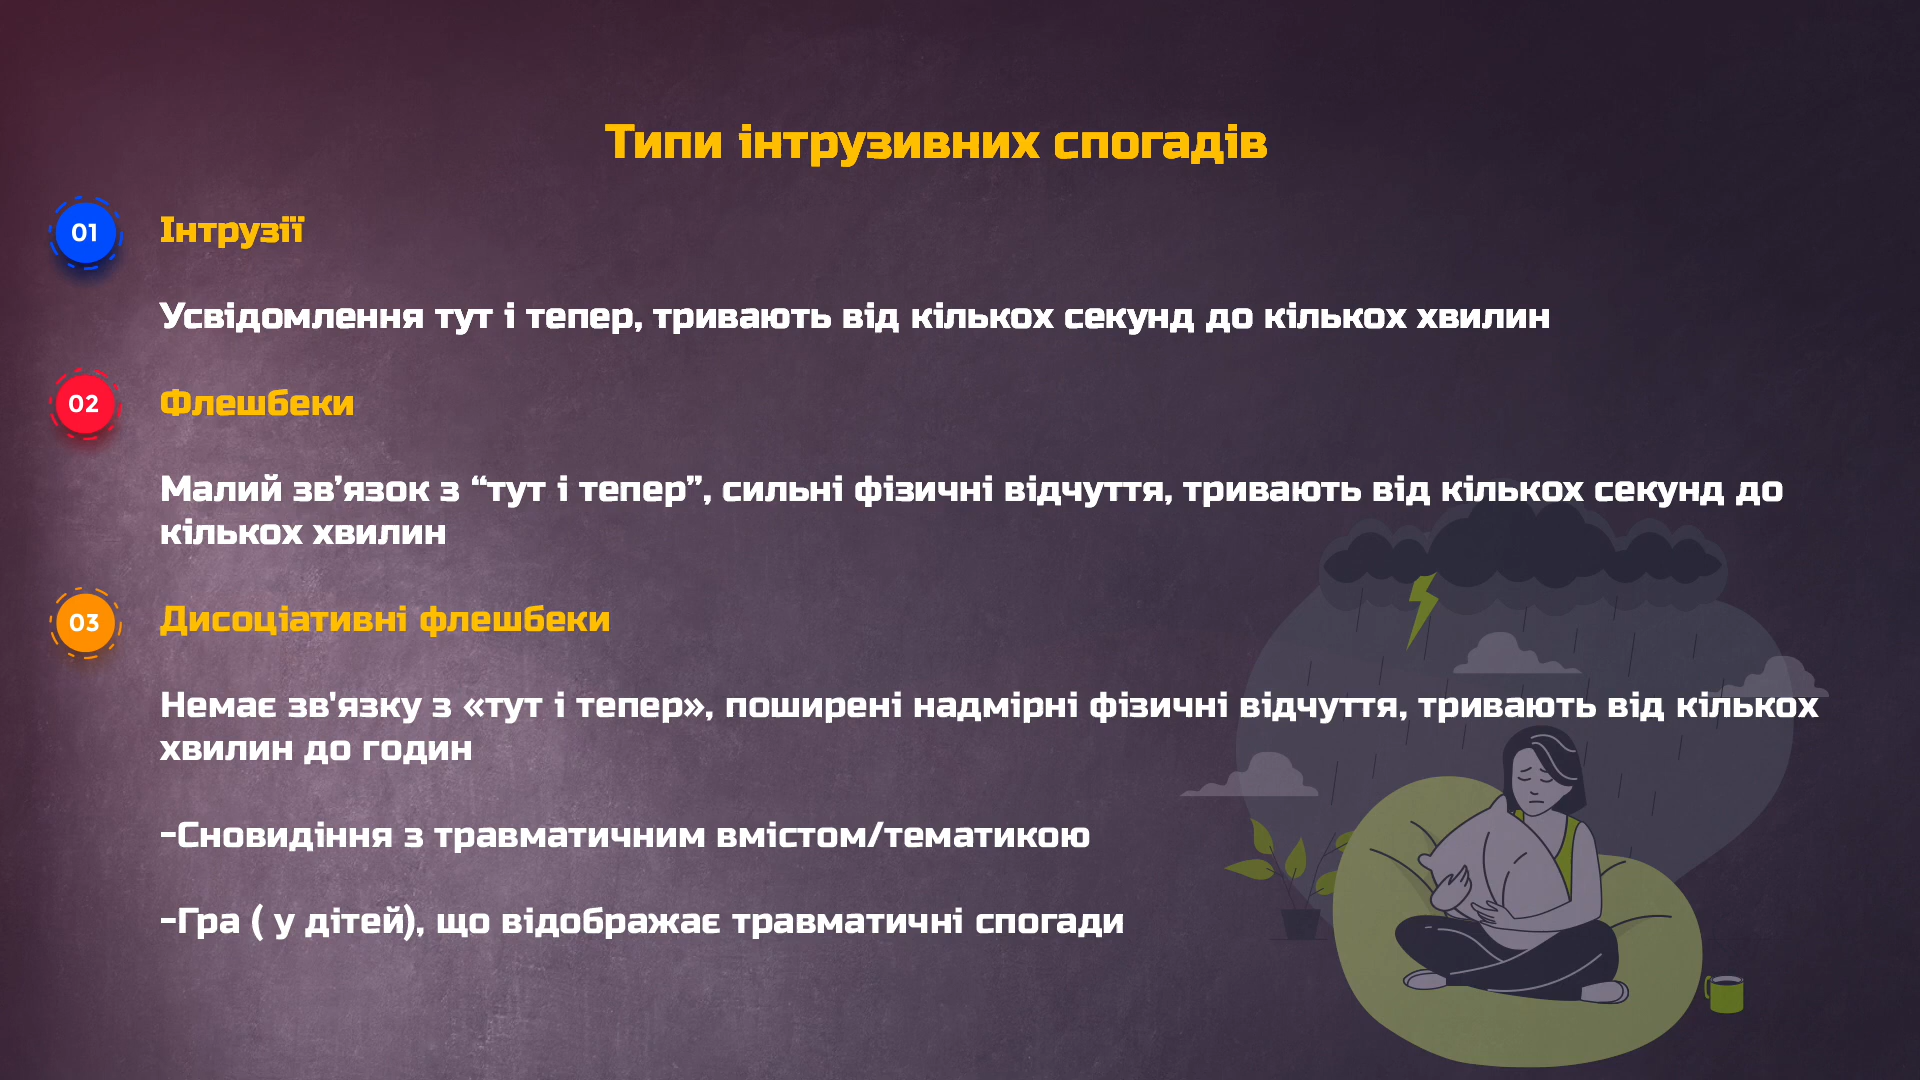 Типи інтрузивних спогадів
01
Інтрузії
Усвідомлення тут і тепер, тривають від кількох секунд до кількох хвилин
02
Флешбеки
Малий зв’язок з “тут і тепер”, сильні фізичні відчуття, тривають від кількох секунд до
кількох хвилин
03
Дисоціативні флешбеки
Немає зв'язку з «тут і тепер», поширені надмірні фізичні відчуття, тривають від кількох
хвилин до годин
-Сновидіння з травматичним вмістом/тематикою
-Гра ( у дітей), що відображає травматичні спогади